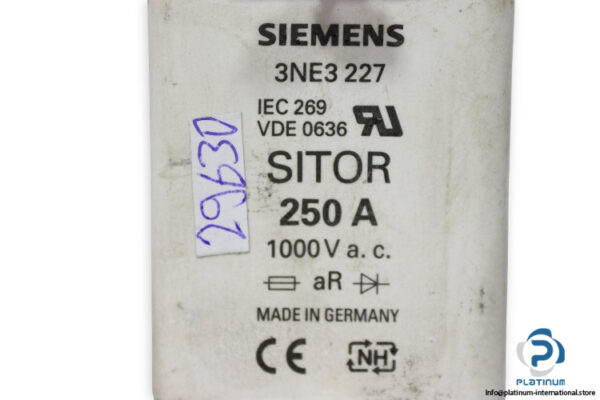 SIEMENS
3NE3 227
IEC 269
VDE 0636
SITOR
250 A
1000 V a. c.
aR
MADE IN GERMANY
CE
NH
29630
PLATINUM
Info@platinum-international.store